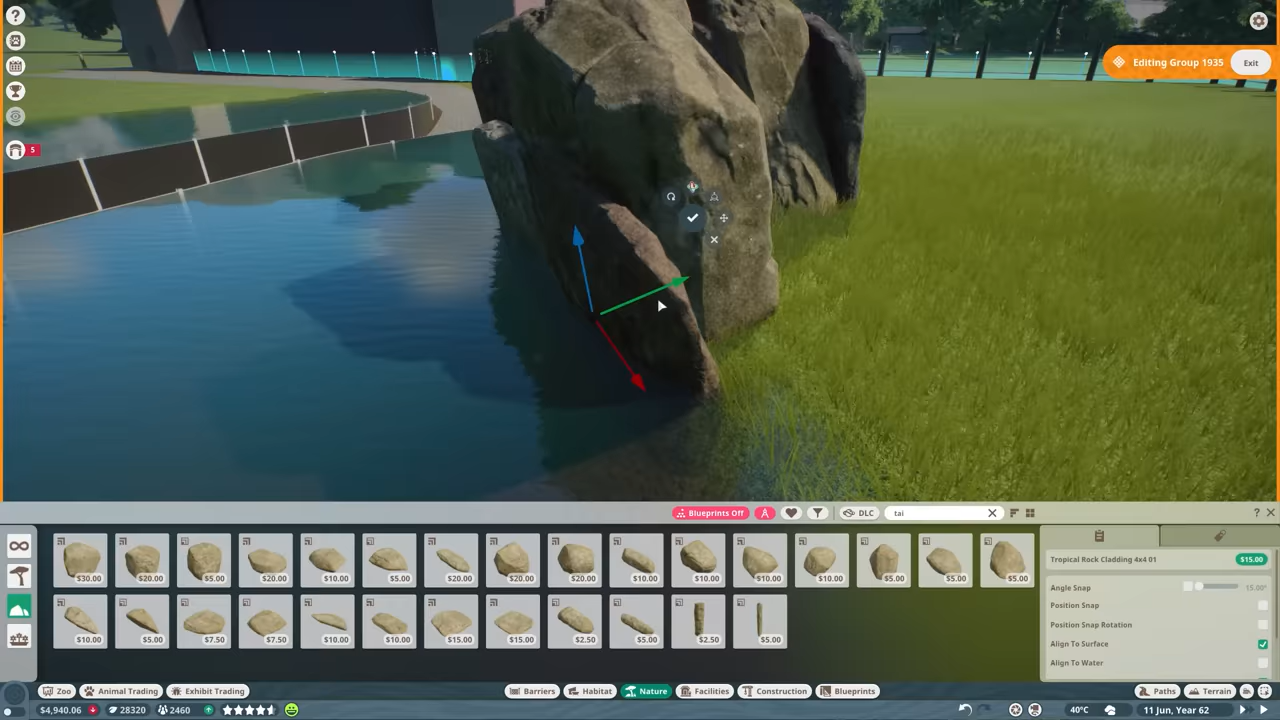 ?
Editing Group 1935 Exit
5
Blueprints Off DLC tai ?
$30.00 $20.00 $5.00 $20.00 $10.00 $5.00 $20.00 $20.00 $20.00 $10.00 $10.00 $10.00 $10.00 $5.00 $5.00 $5.00
$10.00 $5.00 $7.50 $7.50 $10.00 $10.00 $15.00 $15.00 $2.50 $5.00 $2.50 $5.00
Tropical Rock Cladding 4x4 01 $15.00
Angle Snap 15.00°
Position Snap
Position Snap Rotation
Align To Surface
Align To Water
Zoo Animal Trading Exhibit Trading Barriers Habitat Nature Facilities Construction Blueprints Paths Terrain
$4,940.06 28320 2460 40°C 11 Jun, Year 62